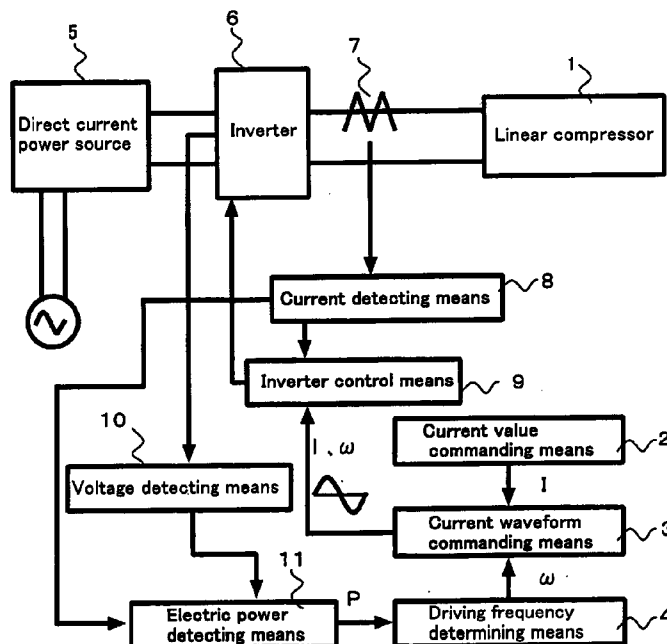 5
6
7
1
Direct current
power source
Inverter
Linear compressor
Current detecting means
8
Inverter control means
9
10
I、ω
Current value
commanding means
2
Voltage detecting means
I
Current waveform
commanding means
3
11
ω
Electric power
detecting means
P
Driving frequency
determining means
4